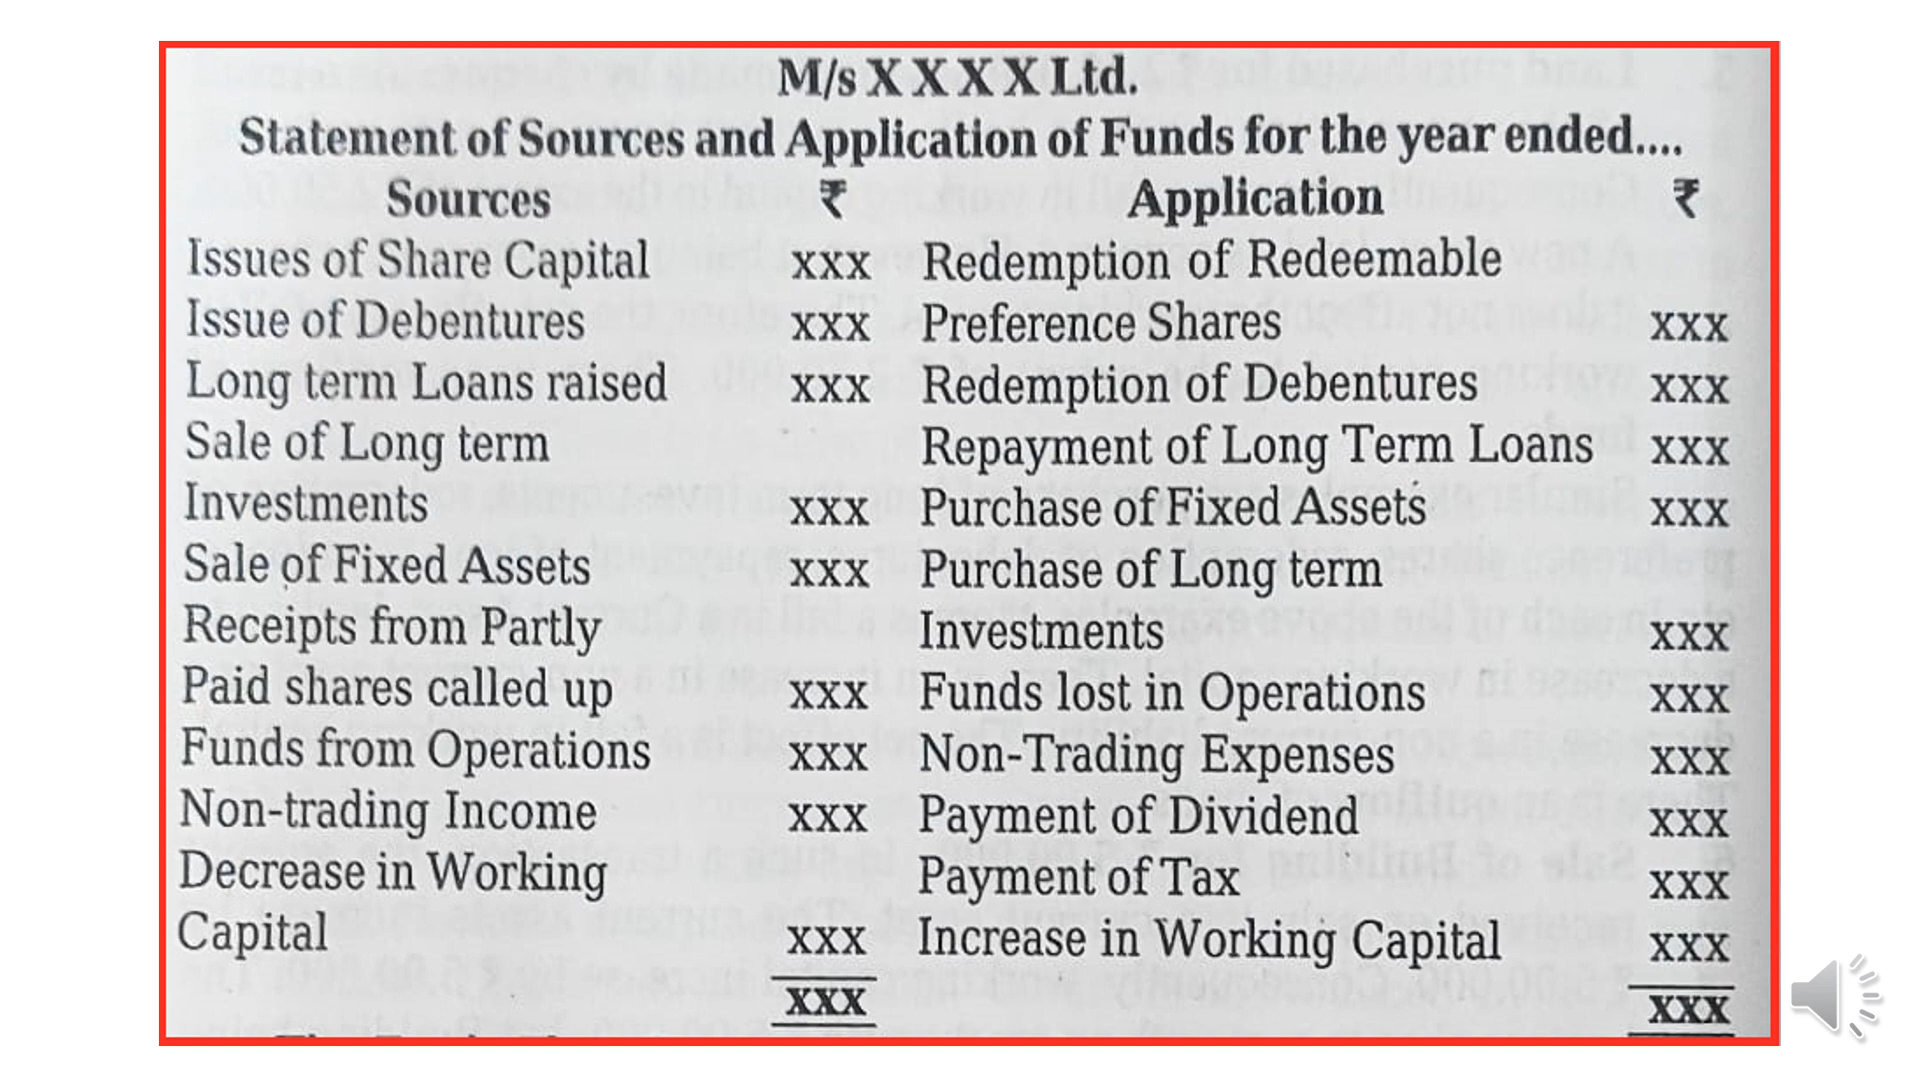 M/s X X X X Ltd.
Statement of Sources and Application of Funds for the year ended....
Sources ₹ Application ₹
Issues of Share Capital xxx Redemption of Redeemable
Issue of Debentures xxx Preference Shares xxx
Long term Loans raised xxx Redemption of Debentures xxx
Sale of Long term Repayment of Long Term Loans xxx
Investments xxx Purchase of Fixed Assets xxx
Sale of Fixed Assets xxx Purchase of Long term
Receipts from Partly Investments xxx
Paid shares called up xxx Funds lost in Operations xxx
Funds from Operations xxx Non-Trading Expenses xxx
Non-trading Income xxx Payment of Dividend xxx
Decrease in Working Payment of Tax xxx
Capital xxx Increase in Working Capital xxx
xxx xxx